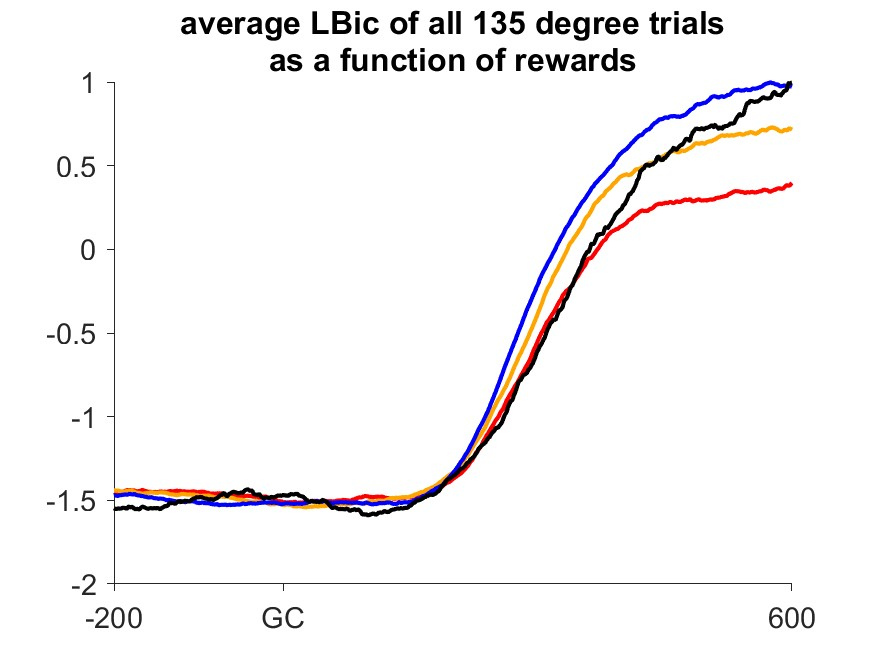 average LBic of all 135 degree trials
as a function of rewards
1
0.5
0
-0.5
-1
-1.5
-2
-200 GC 600